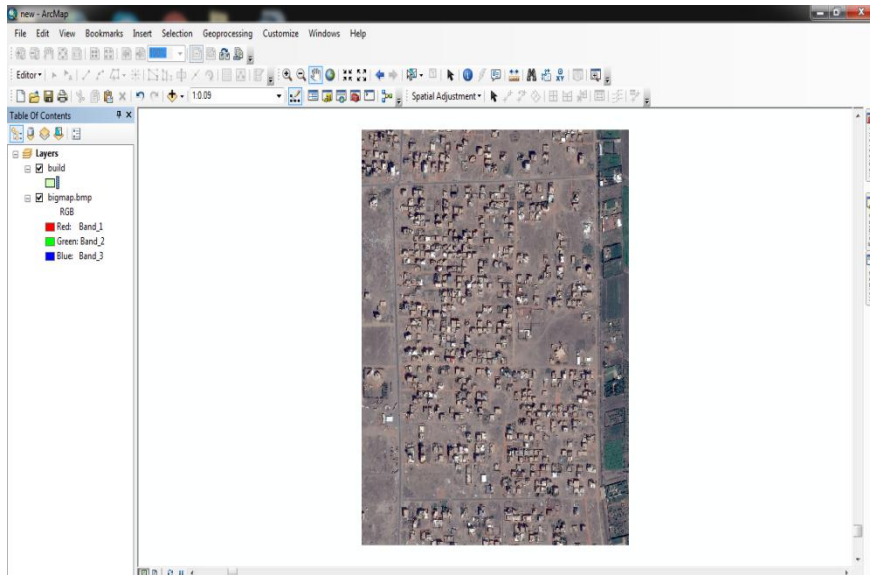 new - ArcMap
File Edit View Bookmarks Insert Selection Geoprocessing Customize Windows Help
Editor
1:0.09
Spatial Adjustment
Table Of Contents
Layers
build
bigmap.bmp
RGB
Red: Band_1
Green: Band_2
Blue: Band_3